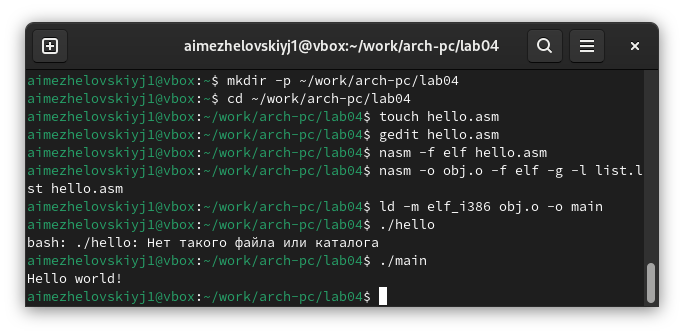 aimezhelovskiyj1@vbox:~/work/arch-pc/lab04
aimezhelovskiyj1@vbox:~$ mkdir -p ~/work/arch-pc/lab04
aimezhelovskiyj1@vbox:~$ cd ~/work/arch-pc/lab04
aimezhelovskiyj1@vbox:~/work/arch-pc/lab04$ touch hello.asm
aimezhelovskiyj1@vbox:~/work/arch-pc/lab04$ gedit hello.asm
aimezhelovskiyj1@vbox:~/work/arch-pc/lab04$ nasm -f elf hello.asm
aimezhelovskiyj1@vbox:~/work/arch-pc/lab04$ nasm -o obj.o -f elf -g -l list.l
st hello.asm
aimezhelovskiyj1@vbox:~/work/arch-pc/lab04$ ld -m elf_i386 obj.o -o main
aimezhelovskiyj1@vbox:~/work/arch-pc/lab04$ ./hello
bash: ./hello: Нет такого файла или каталога
aimezhelovskiyj1@vbox:~/work/arch-pc/lab04$ ./main
Hello world!
aimezhelovskiyj1@vbox:~/work/arch-pc/lab04$